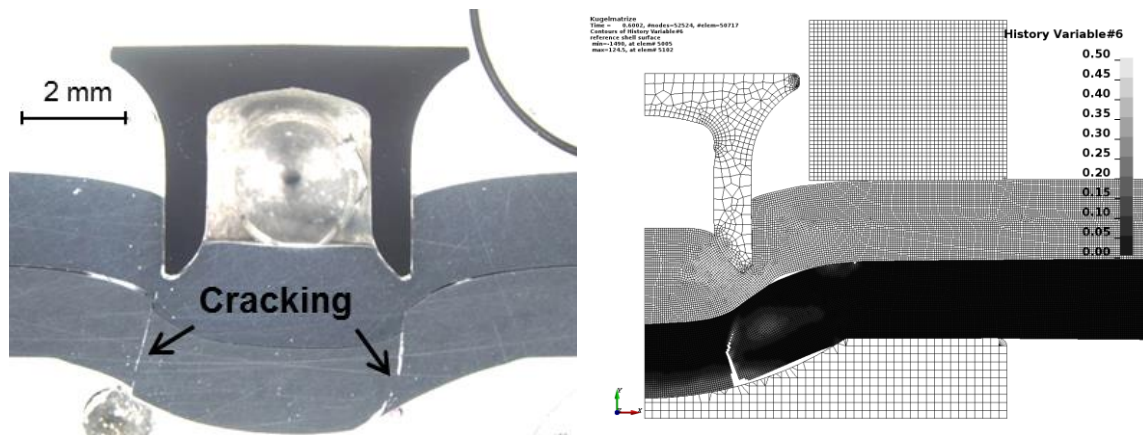 2 mm
Cracking
Kugelmatrize
Time = 0.6002, #nodes=52524, #elem=50717
Contours of History Variable#6
reference shell surface
min=-1490, at elem# 5005
max=124.5, at elem# 5102
History Variable#6
0.50
0.45
0.40
0.35
0.30
0.25
0.20
0.15
0.10
0.05
0.00
Y
X